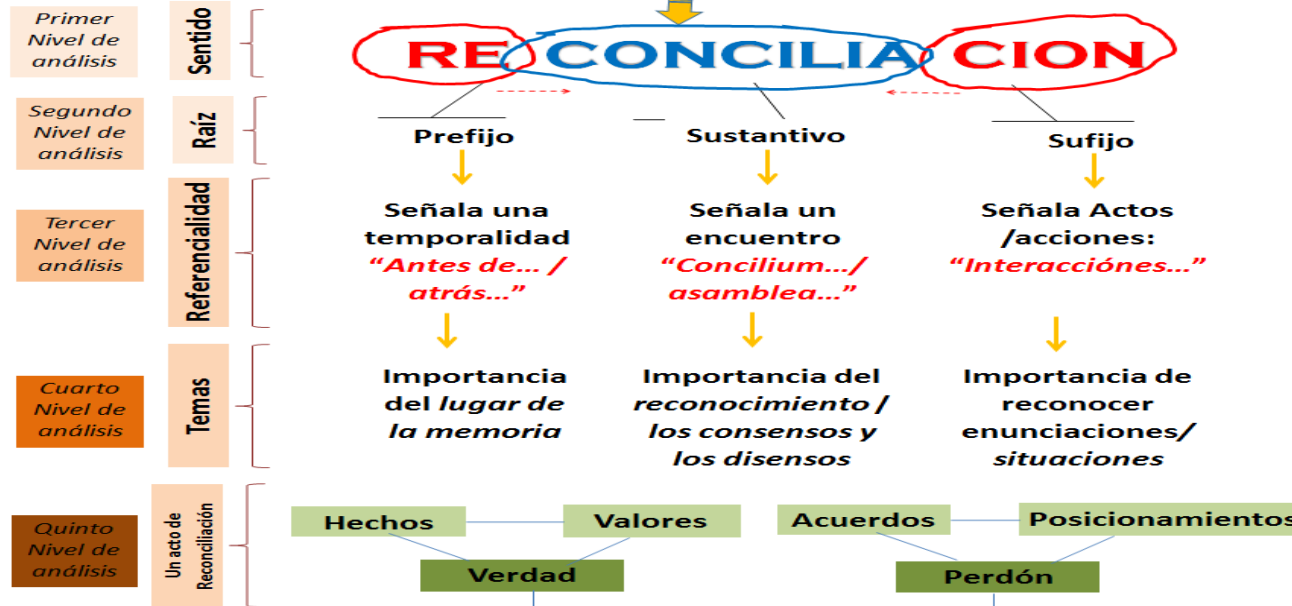 Primer
Nivel de
análisis
Sentido
RE CONCILIA CION
Segundo
Nivel de
análisis
Raíz
Prefijo
Sustantivo
Sufijo
Tercer
Nivel de
análisis
Referencialidad
Señala una
temporalidad
“Antes de... /
atrás...”
Señala un
encuentro
“Concilium.../
asamblea...”
Señala Actos
/acciones:
“Interacciónes...”
Cuarto
Nivel de
análisis
Temas
Importancia
del lugar de
la memoria
Importancia del
reconocimiento /
los consensos y
los disensos
Importancia de
reconocer
enunciaciones/
situaciones
Quinto
Nivel de
análisis
Un acto de
Reconciliación
Hechos
Valores
Verdad
Acuerdos
Posicionamientos
Perdón